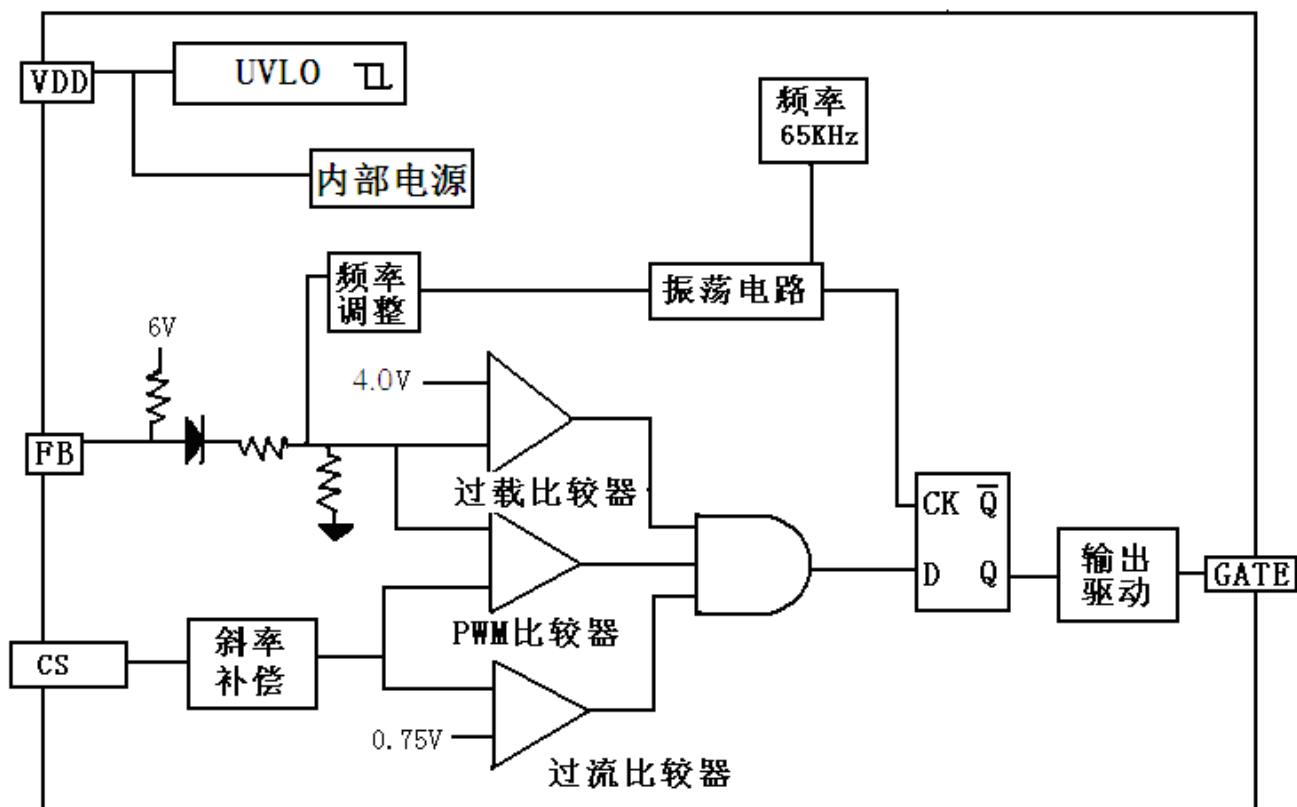 VDD
UVLO
频率
65KHz
内部电源
频率
调整
振荡电路
6V
4.0V
FB
过载比较器
CK Q̅
D Q
输出
驱动
GATE
PWM比较器
CS
斜率
补偿
0.75V
过流比较器